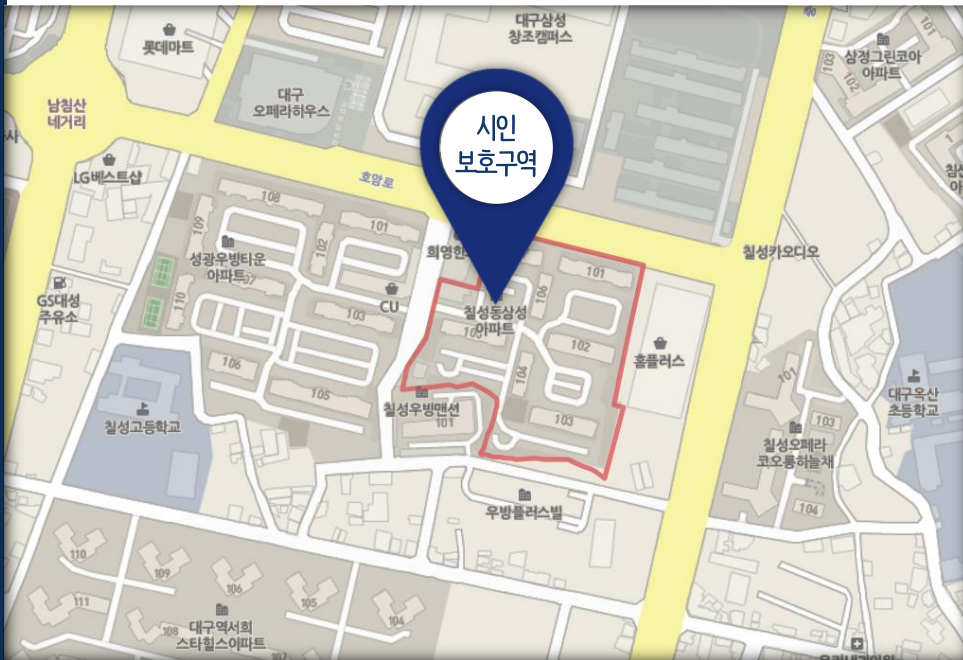 롯데마트
대구삼성
창조캠퍼스
101
삼정그린코아
아파트
103
102
대구
오페라하우스
남침산
네거리
시인
보호구역
LG베스트샵
호암로
108
101
109
102
성광우방타운
아파트
희영한
칠성카오디오
101
106
GS대성
주유소
110
CU
103
칠성동삼성
아파트
102
홈플러스
106
105
104
101
대구옥산
초등학교
칠성고등학교
칠성우방맨션
101
103
103
칠성오페라
코오롱하늘채
104
우방플러스빌
110
109
106
105
111
108
대구역서희
스타힐스아파트
104
107